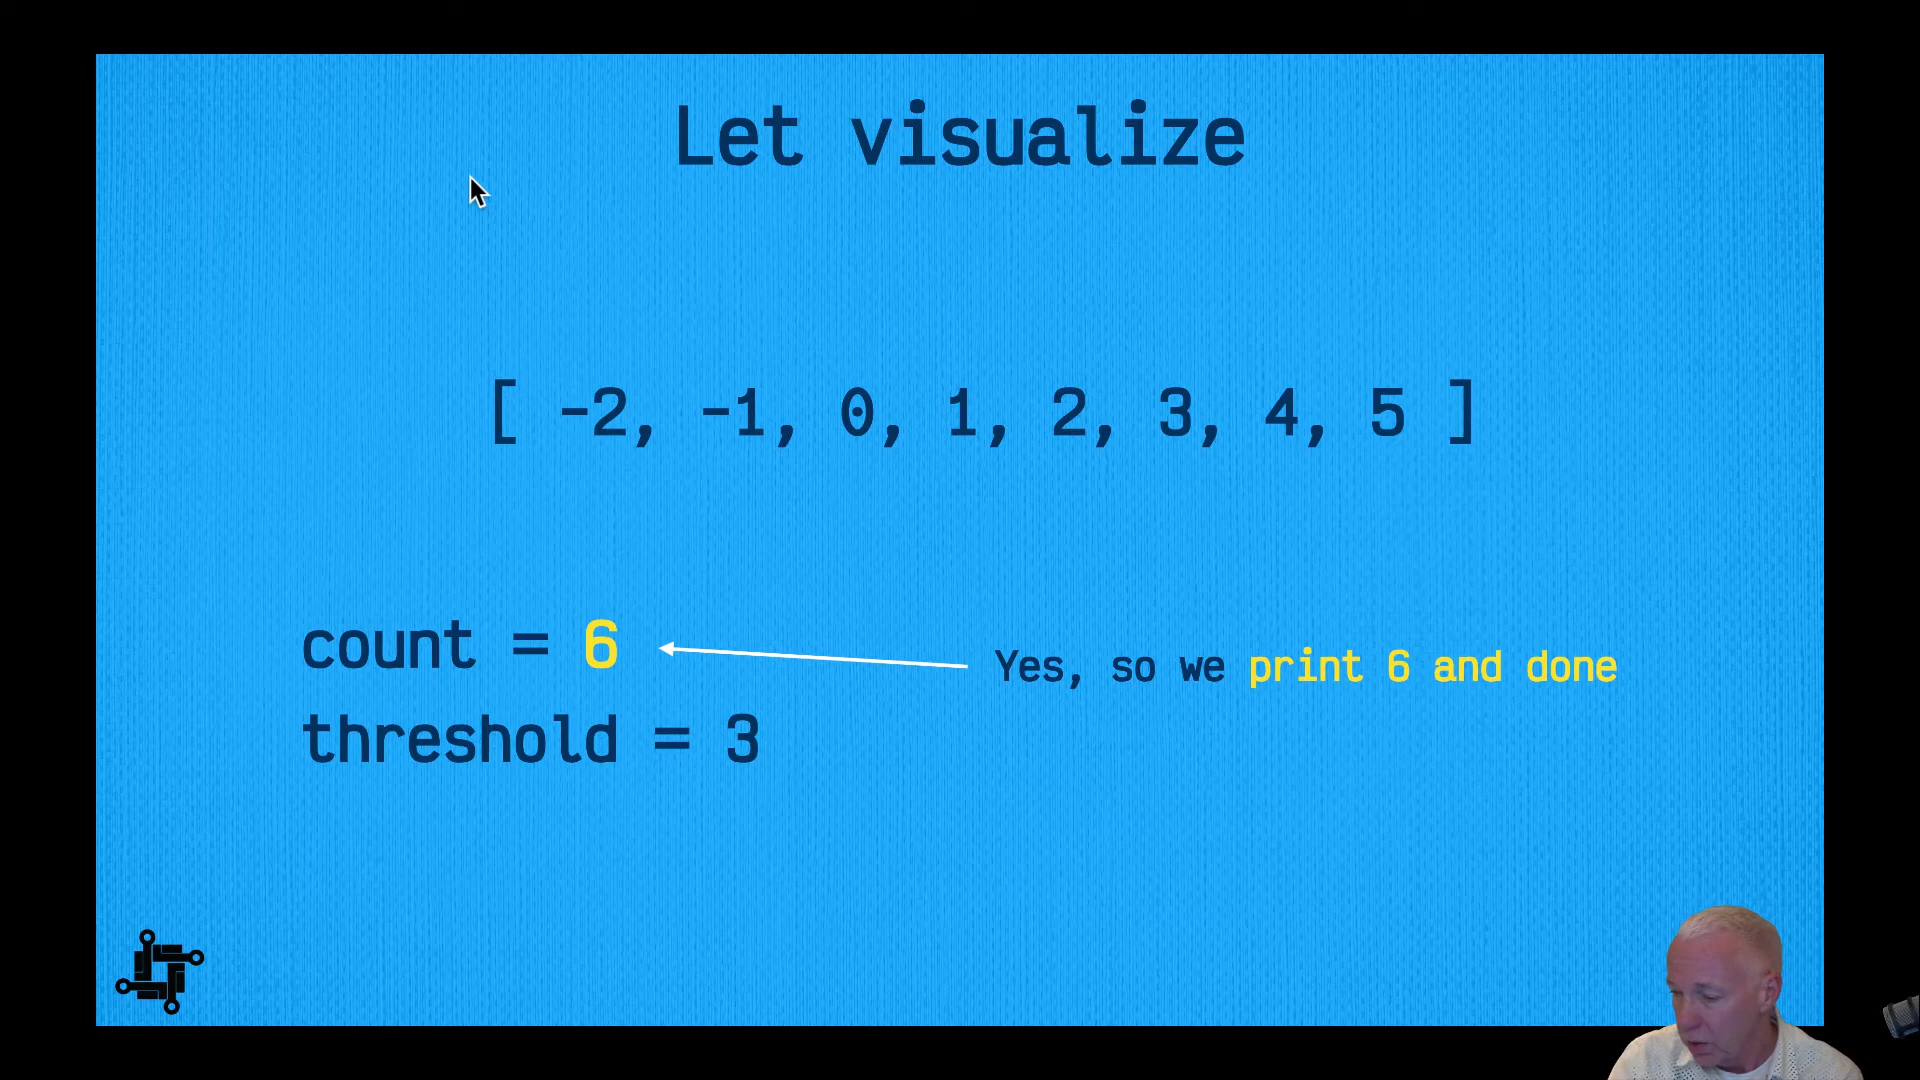 Let visualize
[ -2, -1, 0, 1, 2, 3, 4, 5 ]
count = 6
Yes, so we print 6 and done
threshold = 3